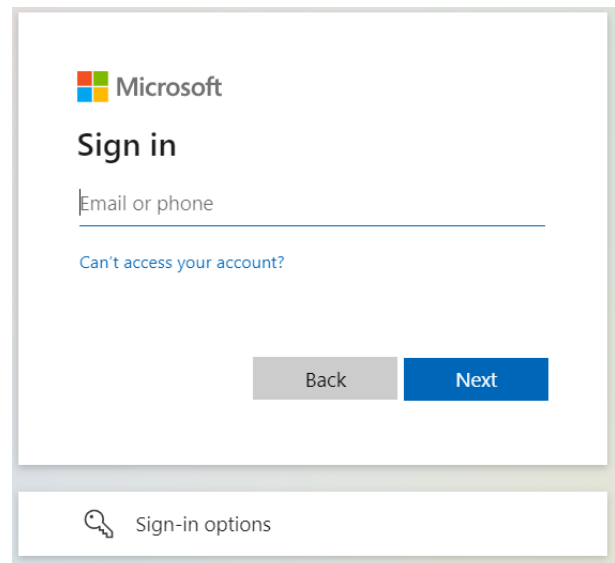 Microsoft
Sign in
Email or phone
Can't access your account?
Back
Next
Sign-in options